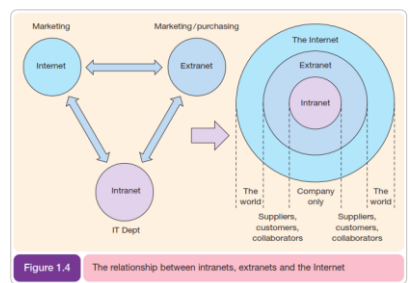 Marketing
Marketing/purchasing
Internet
Extranet
Intranet
IT Dept
The Internet
Extranet
Intranet
The
world
Company
only
The
world
Suppliers,
customers,
collaborators
Suppliers,
customers,
collaborators
Figure 1.4
The relationship between intranets, extranets and the Internet